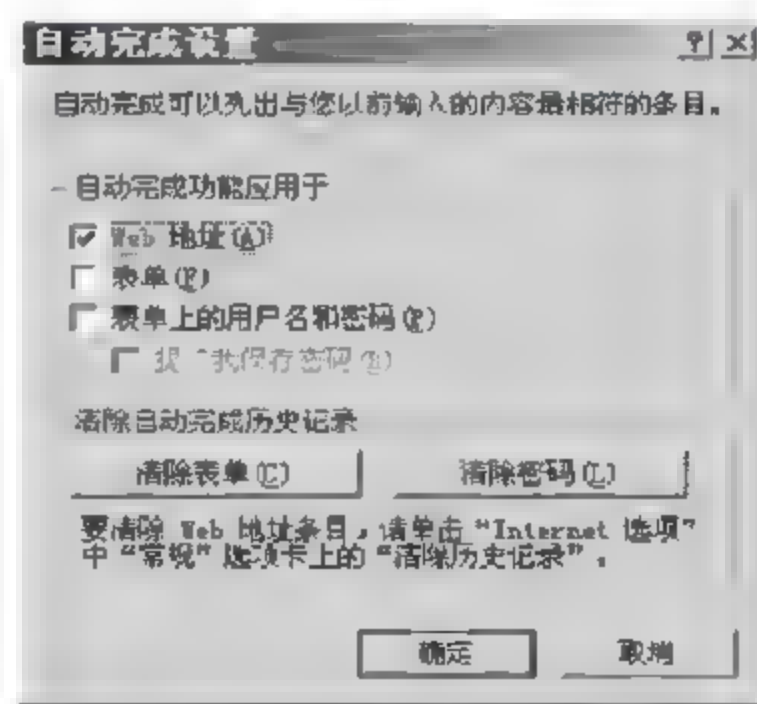 自动完成设置
自动完成可以列出与您以前输入的内容最相符的条目。
自动完成功能应用于
Web 地址(A)
表单(F)
表单上的用户名和密码(P)
提 我保存密码(S)
清除自动完成历史记录
清除表单(C) 清除密码(L)
要清除 Web 地址条目,请单击“Internet 选项”
中“常规”选项卡上的“清除历史记录”。
确定 取消